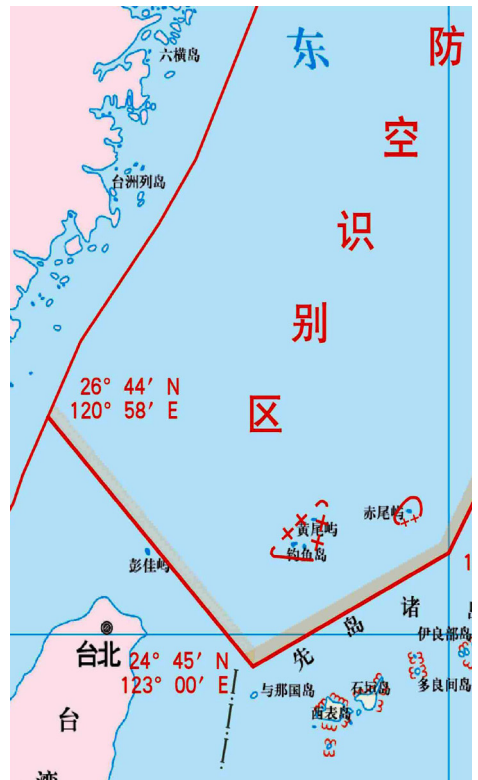 六横岛
东
防
空
识
别
区
台洲列岛
26° 44′ N
120° 58′ E
赤尾屿
黄尾屿
钓鱼岛
彭佳屿
台北
24° 45′ N
123° 00′ E
先
岛
诸
伊良部岛
与那国岛
石垣岛
多良间岛
西表岛
台